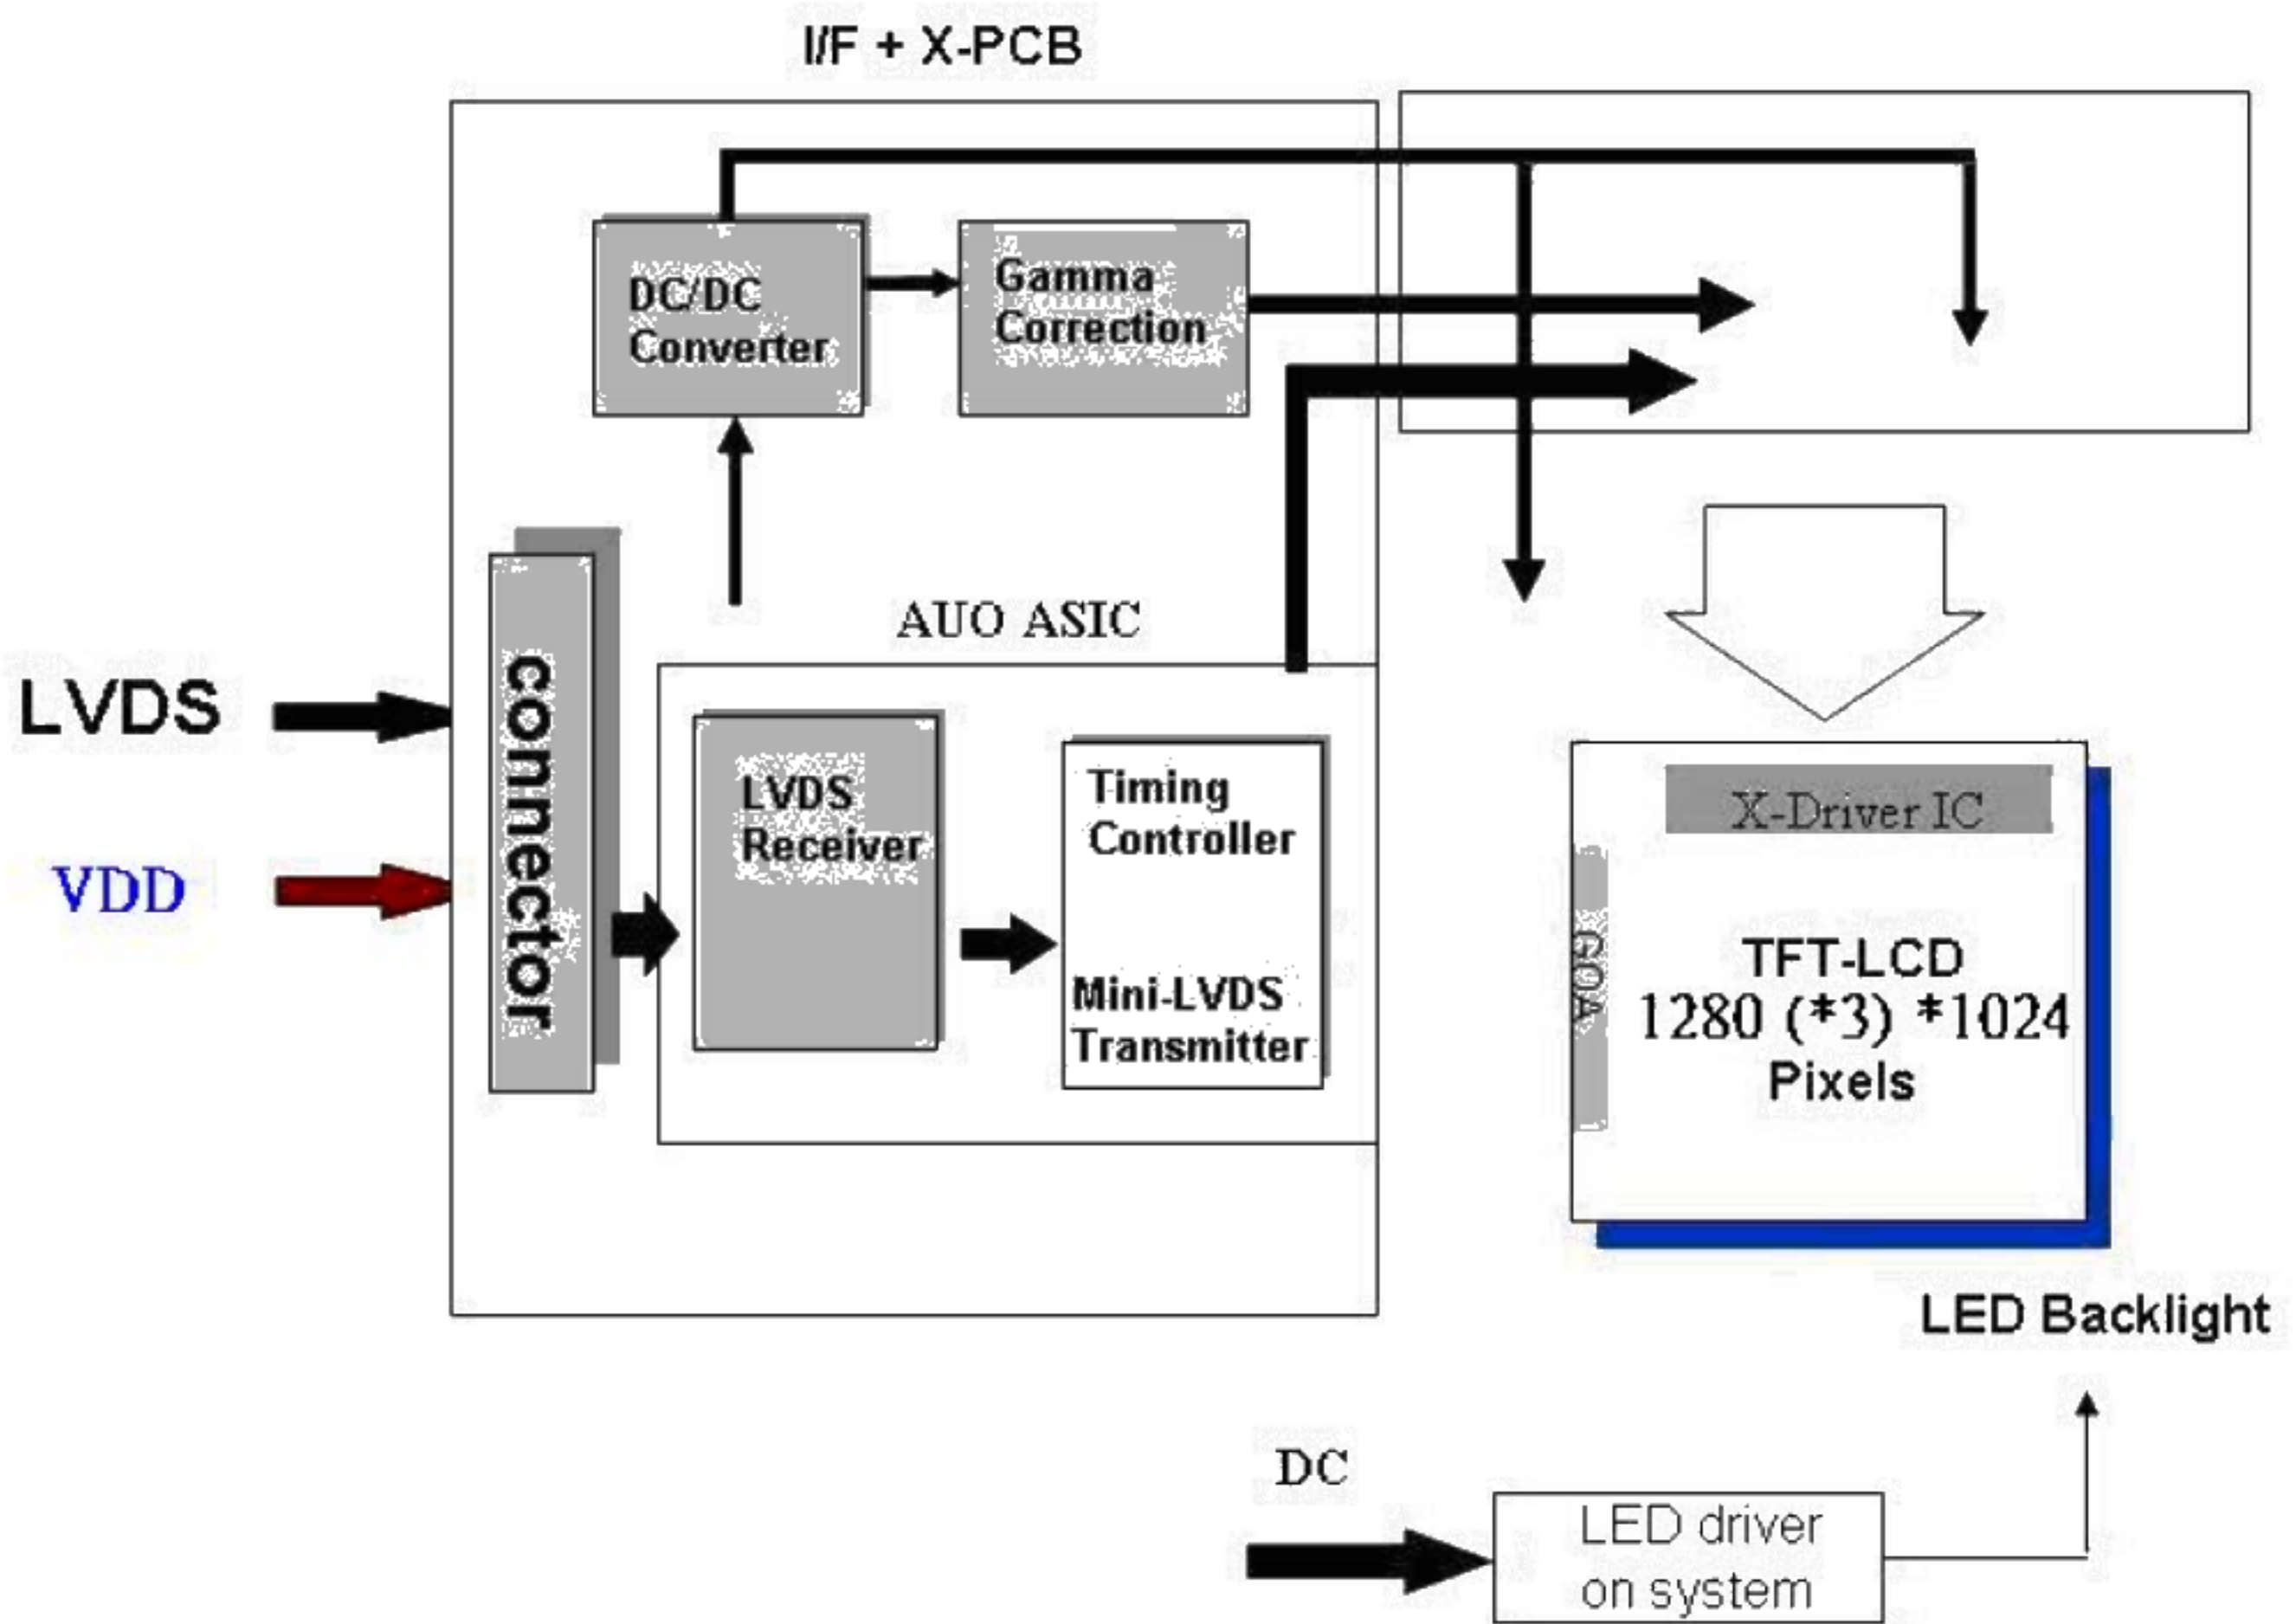 I/F + X-PCB
DC/DC
Converter
Gamma
Correction
AUO ASIC
LVDS
VDD
connector
LVDS
Receiver
Timing
Controller
Mini-LVDS
Transmitter
X-Driver IC
GOA
TFT-LCD
1280 (*3) *1024
Pixels
LED Backlight
DC
LED driver
on system